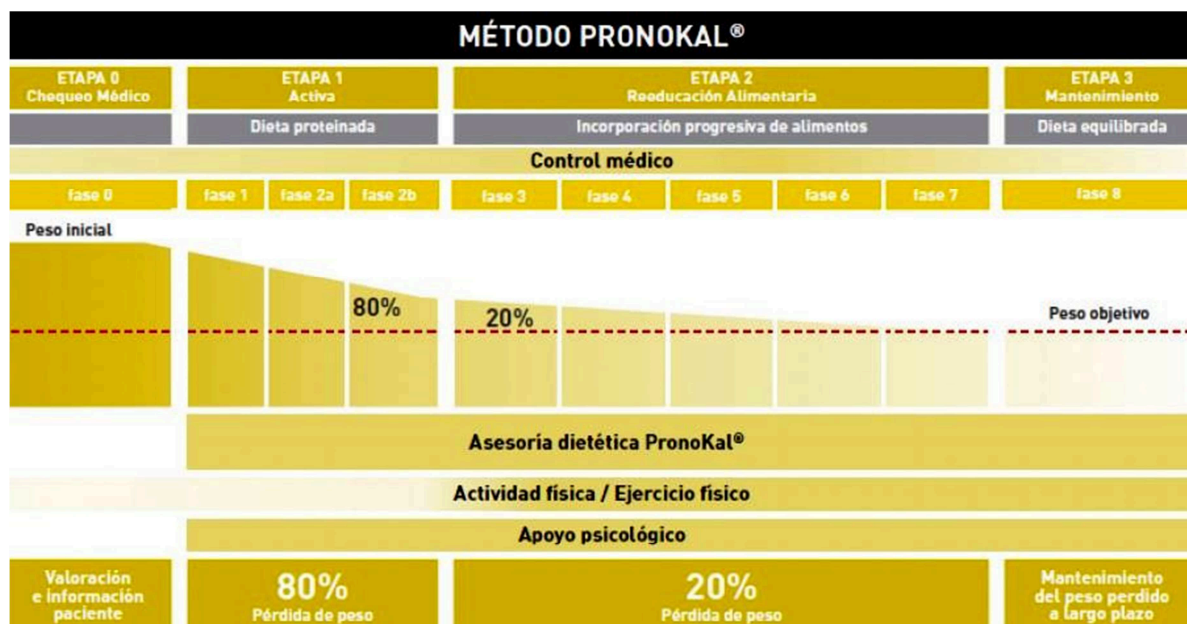 MÉTODO PRONOKAL®
ETAPA 0
Chequeo Médico
ETAPA 1
Activa
ETAPA 2
Reeducación Alimentaria
ETAPA 3
Mantenimiento
Dieta proteinada
Incorporación progresiva de alimentos
Dieta equilibrada
Control médico
fase 0
fase 1
fase 2a
fase 2b
fase 3
fase 4
fase 5
fase 6
fase 7
fase 8
Peso inicial
80%
20%
Peso objetivo
Asesoría dietética PronoKal®
Actividad física / Ejercicio físico
Apoyo psicológico
Valoración
e información
paciente
80%
Pérdida de peso
20%
Pérdida de peso
Mantenimiento
del peso perdido
a largo plazo